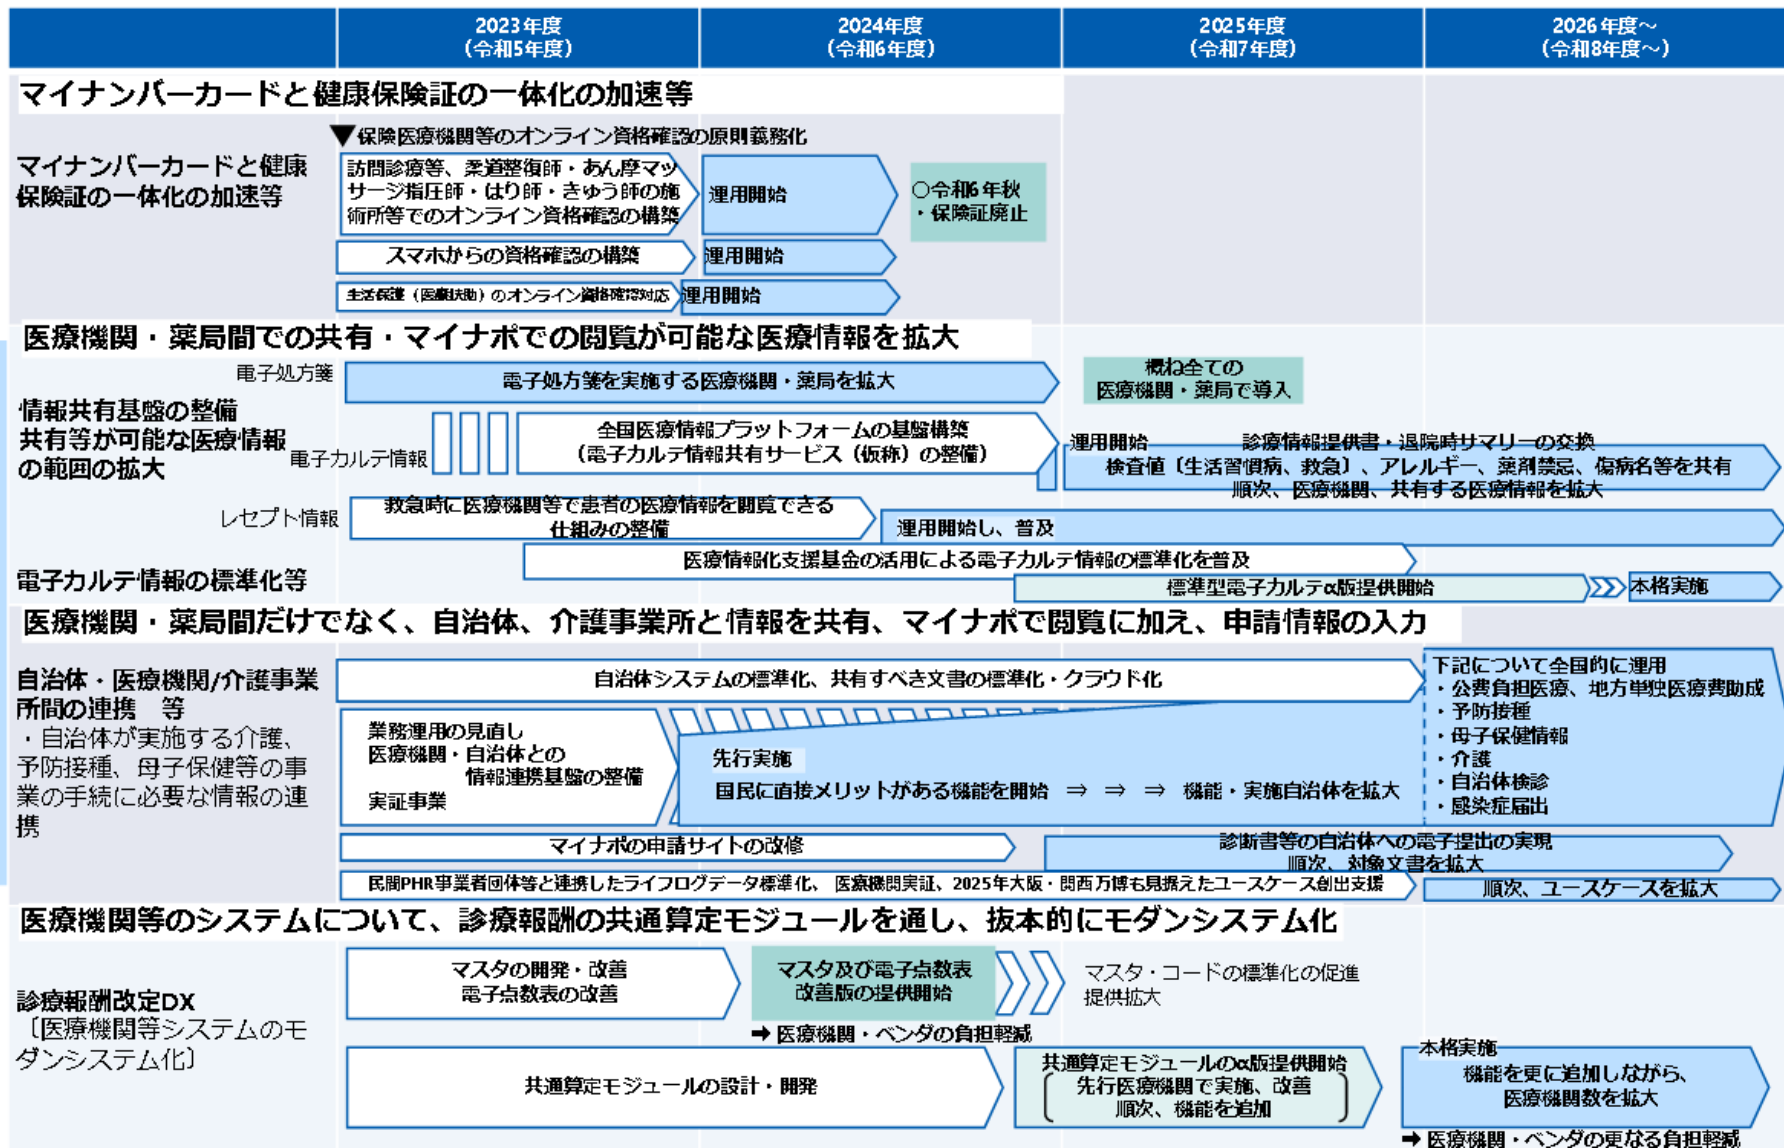 2023年度
（令和5年度）
2024年度
（令和6年度）
2025年度
（令和7年度）
2026年度～
（令和8年度～）
マイナンバーカードと健康保険証の一体化の加速等
マイナンバーカードと健康
保険証の一体化の加速等
▼保険医療機関等のオンライン資格確認の原則義務化
訪問診療等、柔道整復師・あん摩マッ
サージ指圧師・はり師・きゅう師の施
術所等でのオンライン資格確認の構築
運用開始
○令和6年秋
・保険証廃止
スマホからの資格確認の構築
運用開始
生活保護（医療扶助）のオンライン資格確認対応
運用開始
医療機関・薬局間での共有・マイナポでの閲覧が可能な医療情報を拡大
情報共有基盤の整備
共有等が可能な医療情報
の範囲の拡大
電子処方箋
電子処方箋を実施する医療機関・薬局を拡大
概ね全ての
医療機関・薬局で導入
電子カルテ情報
全国医療情報プラットフォームの基盤構築
（電子カルテ情報共有サービス（仮称）の整備）
運用開始
診療情報提供書・退院時サマリーの交換
検査値〔生活習慣病、救急〕、アレルギー、薬剤禁忌、傷病名等を共有
順次、医療機関、共有する医療情報を拡大
レセプト情報
救急時に医療機関等で患者の医療情報を閲覧できる
仕組みの整備
運用開始し、普及
電子カルテ情報の標準化等
医療情報化支援基金の活用による電子カルテ情報の標準化を普及
標準型電子カルテα版提供開始
本格実施
医療機関・薬局間だけでなく、自治体、介護事業所と情報を共有、マイナポで閲覧に加え、申請情報の入力
自治体・医療機関/介護事業
所間の連携　等
・自治体が実施する介護、
予防接種、母子保健等の事
業の手続に必要な情報の連
携
自治体システムの標準化、共有すべき文書の標準化・クラウド化
業務運用の見直し
医療機関・自治体との
情報連携基盤の整備
実証事業
先行実施
国民に直接メリットがある機能を開始　⇒　⇒　⇒　機能・実施自治体を拡大
下記について全国的に運用
・公費負担医療、地方単独医療費助成
・予防接種
・母子保健情報
・介護
・自治体検診
・感染症届出
マイナポの申請サイトの改修
診断書等の自治体への電子提出の実現
順次、対象文書を拡大
民間PHR事業者団体等と連携したライフログデータ標準化、 医療機関実証、2025年大阪・関西万博も見据えたユースケース創出支援
順次、ユースケースを拡大
医療機関等のシステムについて、診療報酬の共通算定モジュールを通し、抜本的にモダンシステム化
診療報酬改定DX
〔医療機関等システムのモ
ダンシステム化〕
マスタの開発・改善
電子点数表の改善
マスタ及び電子点数表
改善版の提供開始
マスタ・コードの標準化の促進
提供拡大
➡ 医療機関・ベンダの負担軽減
共通算定モジュールの設計・開発
共通算定モジュールのα版提供開始
先行医療機関で実施、改善
順次、機能を追加
本格実施
機能を更に追加しながら、
医療機関数を拡大
➡ 医療機関・ベンダの更なる負担軽減